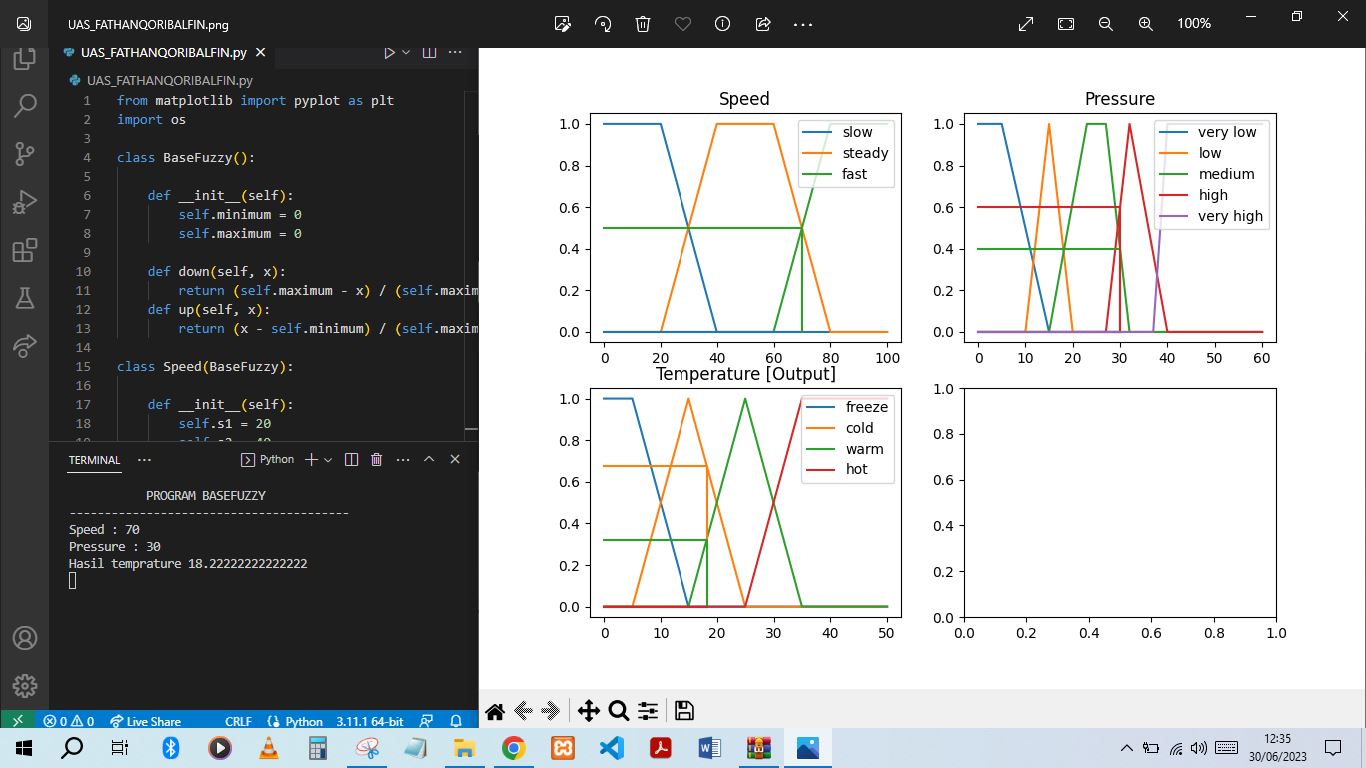 UAS_FATHANQORIBALFIN.png
100%
UAS_FATHANQORIBALFIN.py
UAS_FATHANQORIBALFIN.py
1 from matplotlib import pyplot as plt
2 import os
3
4 class BaseFuzzy():
5
6 def __init__(self):
7 self.minimum = 0
8 self.maximum = 0
9
10 def down(self, x):
11 return (self.maximum - x) / (self.maxim
12 def up(self, x):
13 return (x - self.minimum) / (self.maxim
14
15 class Speed(BaseFuzzy):
16
17 def __init__(self):
18 self.s1 = 20
19 self.s2 = 40
TERMINAL
Python
PROGRAM BASEFUZZY
----------------------------------------
Speed : 70
Pressure : 30
Hasil temprature 18.22222222222222
Speed
1.0
0.8
0.6
0.4
0.2
0.0
0 20 40 60 80 100
slow
steady
fast
Pressure
1.0
0.8
0.6
0.4
0.2
0.0
0 10 20 30 40 50 60
very low
low
medium
high
very high
Temperature [Output]
1.0
0.8
0.6
0.4
0.2
0.0
0 10 20 30 40 50
freeze
cold
warm
hot
1.0
0.8
0.6
0.4
0.2
0.0
0.0 0.2 0.4 0.6 0.8 1.0
0 0 Live Share CRLF Python 3.11.1 64-bit
12:35
30/06/2023